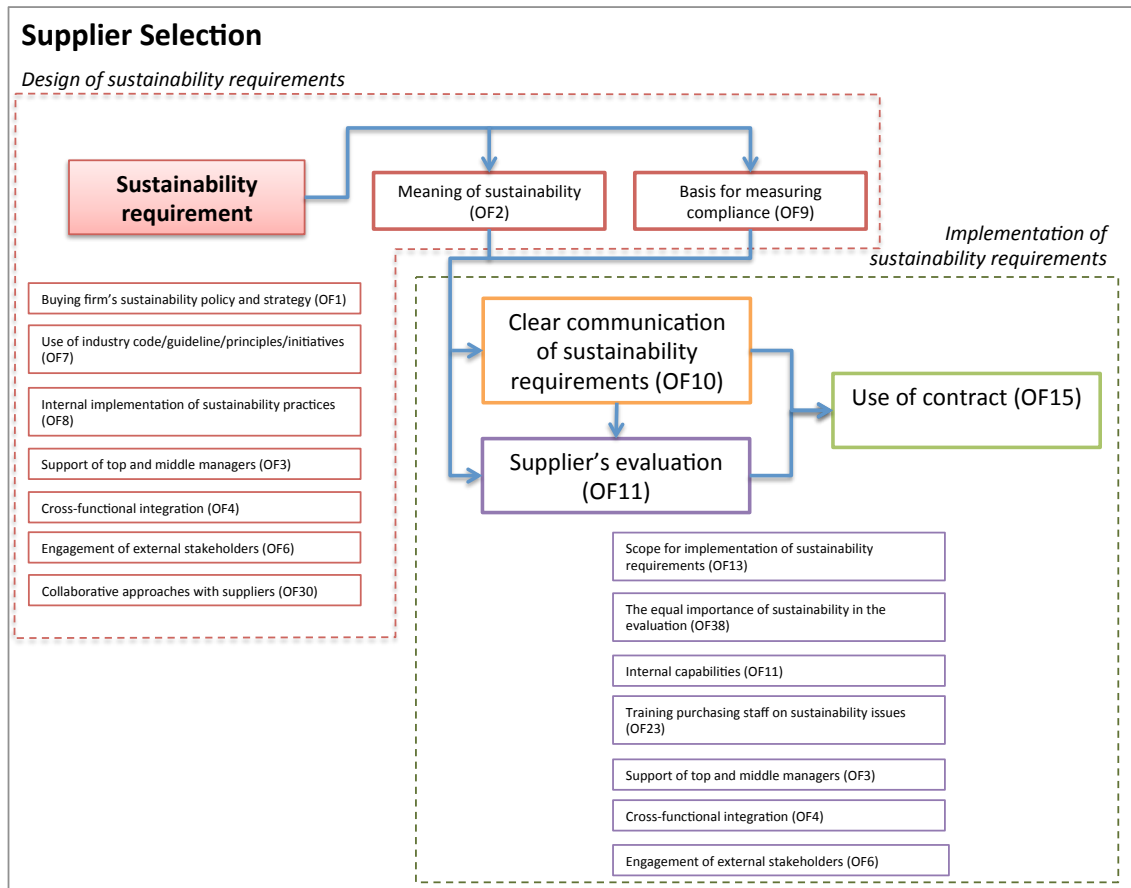 Supplier Selection
Design of sustainability requirements
Sustainability
requirement
Meaning of sustainability
(OF2)
Basis for measuring
compliance (OF9)
Implementation of
sustainability requirements
Buying firm's sustainability policy and strategy (OF1)
Use of industry code/guideline/principles/initiatives
(OF7)
Internal implementation of sustainability practices
(OF8)
Support of top and middle managers (OF3)
Cross-functional integration (OF4)
Engagement of external stakeholders (OF6)
Collaborative approaches with suppliers (OF30)
Clear communication
of sustainability
requirements (OF10)
Supplier's evaluation
(OF11)
Use of contract (OF15)
Scope for implementation of sustainability
requirements (OF13)
The equal importance of sustainability in the
evaluation (OF38)
Internal capabilities (OF11)
Training purchasing staff on sustainability issues
(OF23)
Support of top and middle managers (OF3)
Cross-functional integration (OF4)
Engagement of external stakeholders (OF6)